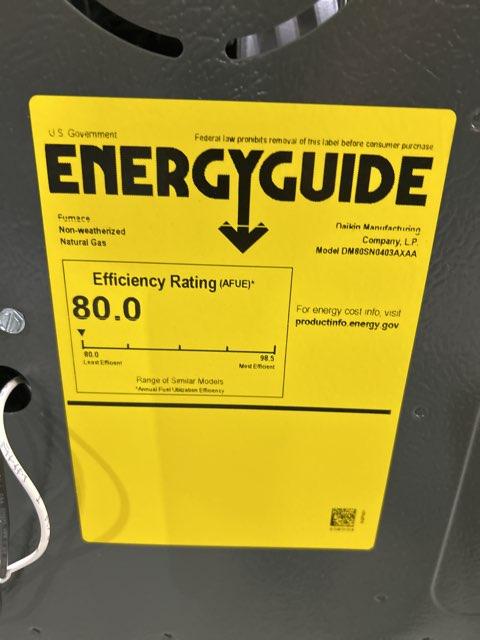 U.S. Government
Federal law prohibits removal of this label before consumer purchase
ENERGYGUIDE
Furnace
Non-weatherized
Natural Gas
Daikin Manufacturing
Company, L.P.
Model DM80SN0403AXAA
Efficiency Rating (AFUE)*
80.0
80.0
Least Efficient
98.5
Most Efficient
Range of Similar Models
*Annual Fuel Utilization Efficiency
For energy cost info, visit
productinfo.energy.gov